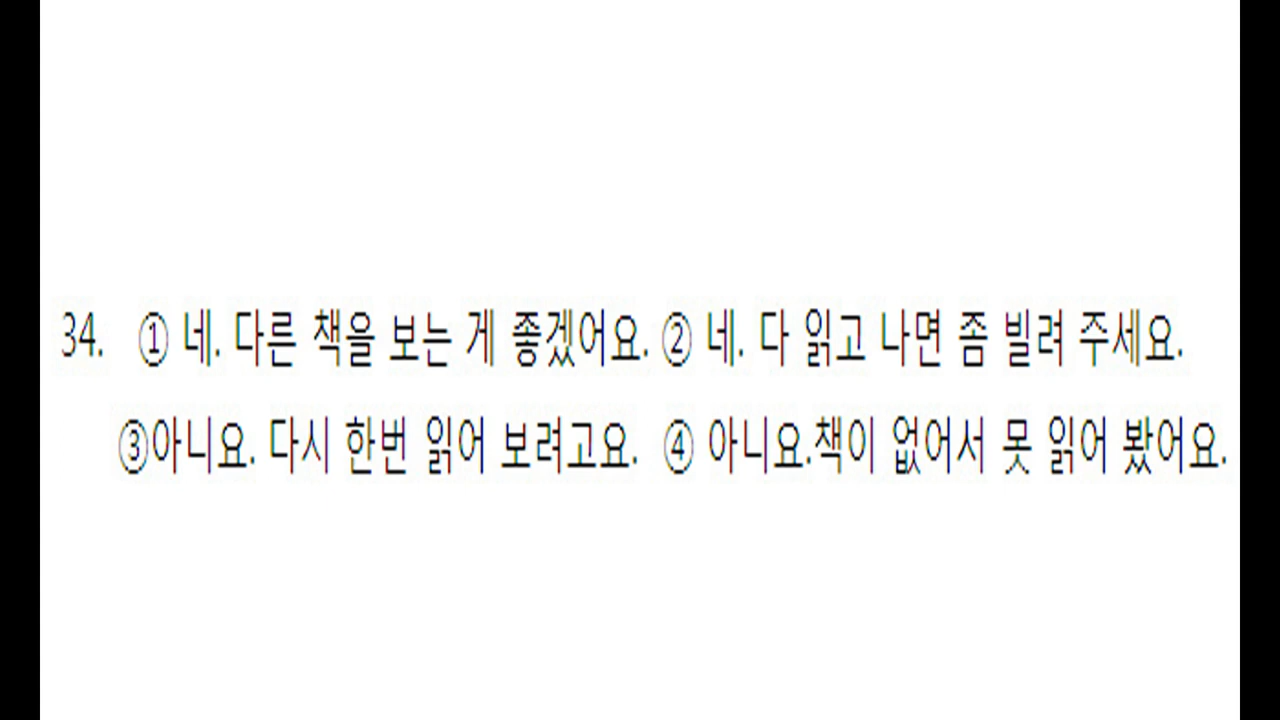 34. ① 네. 다른 책을 보는 게 좋겠어요. ② 네. 다 읽고 나면 좀 빌려 주세요.
③아니요. 다시 한번 읽어 보려고요. ④ 아니요.책이 없어서 못 읽어 봤어요.